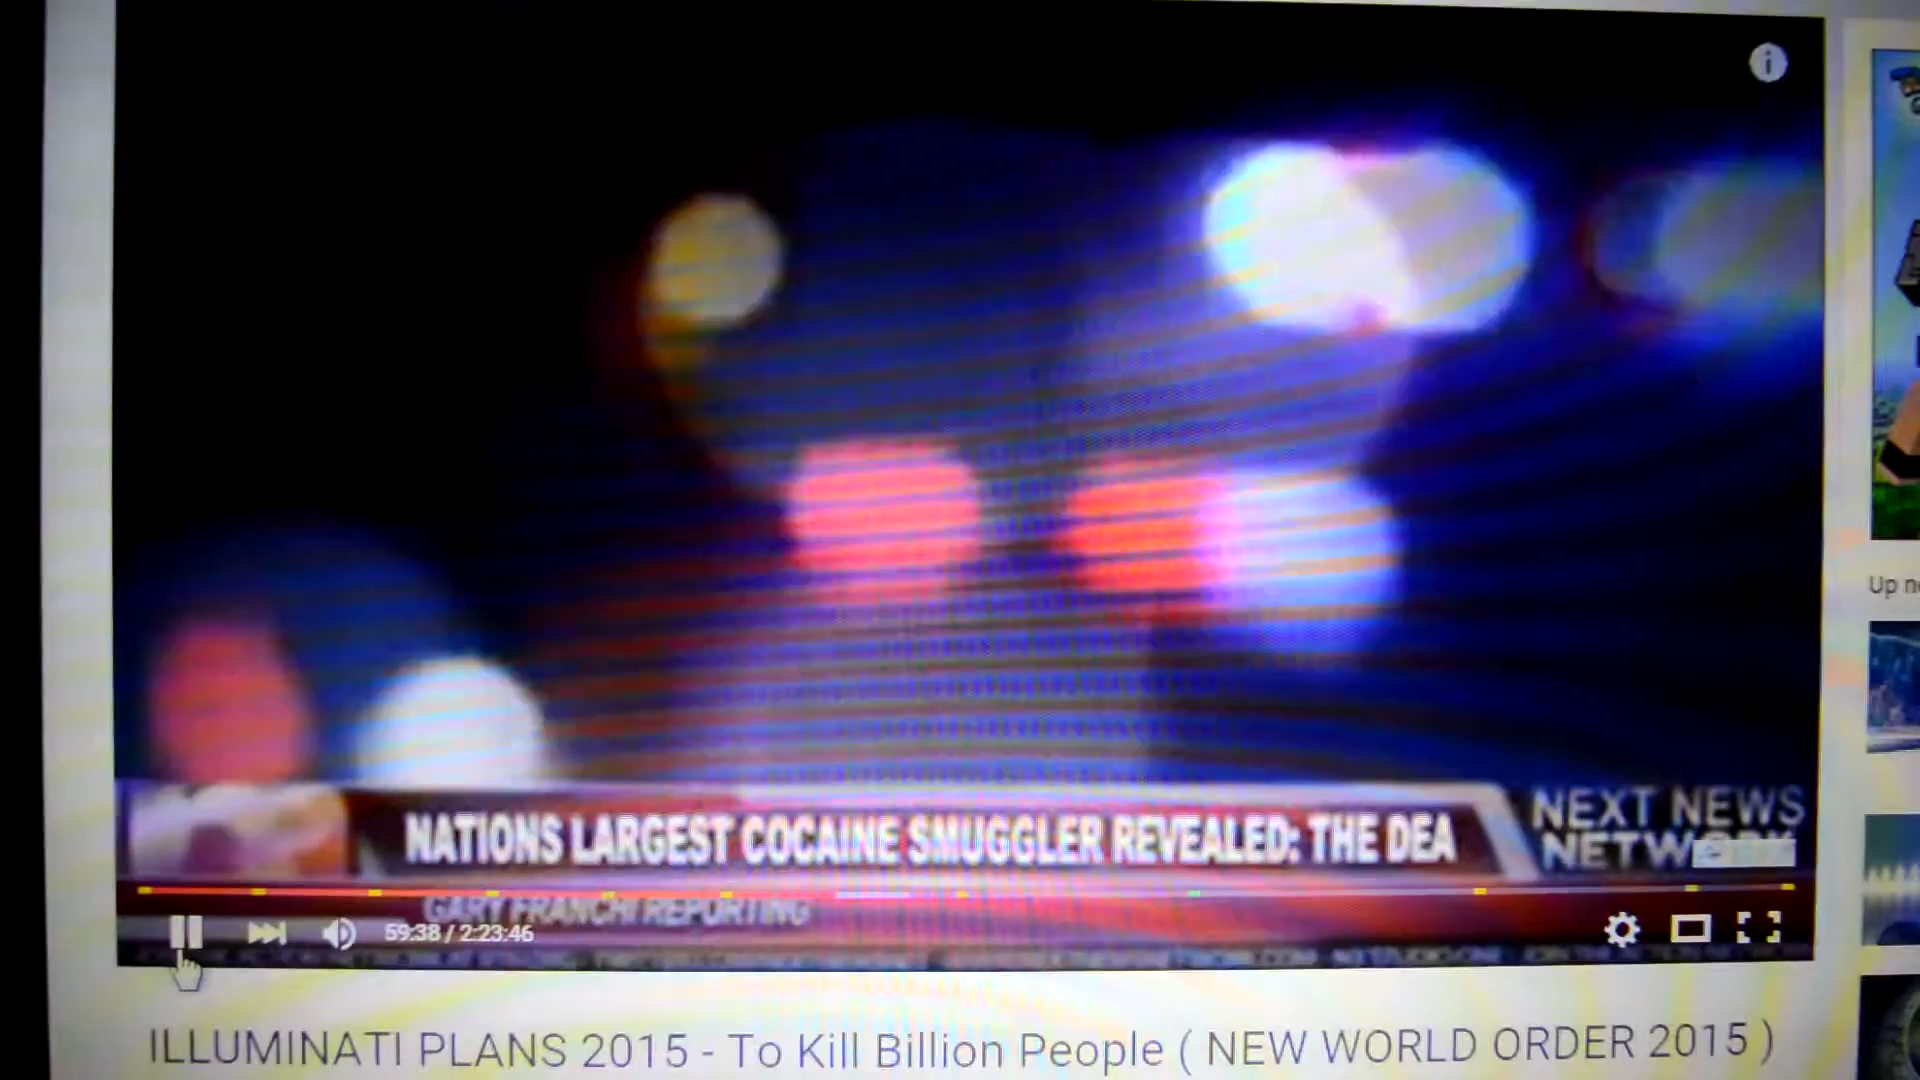 NATIONS LARGEST COCAINE SMUGGLER REVEALED: THE DEA
NEXT NEWS
GARY FRANCHI REPORTING
59:38 / 2:23:46
Up
ILLUMINATI PLANS 2015 - To Kill Billion People ( NEW WORLD ORDER 2015 )